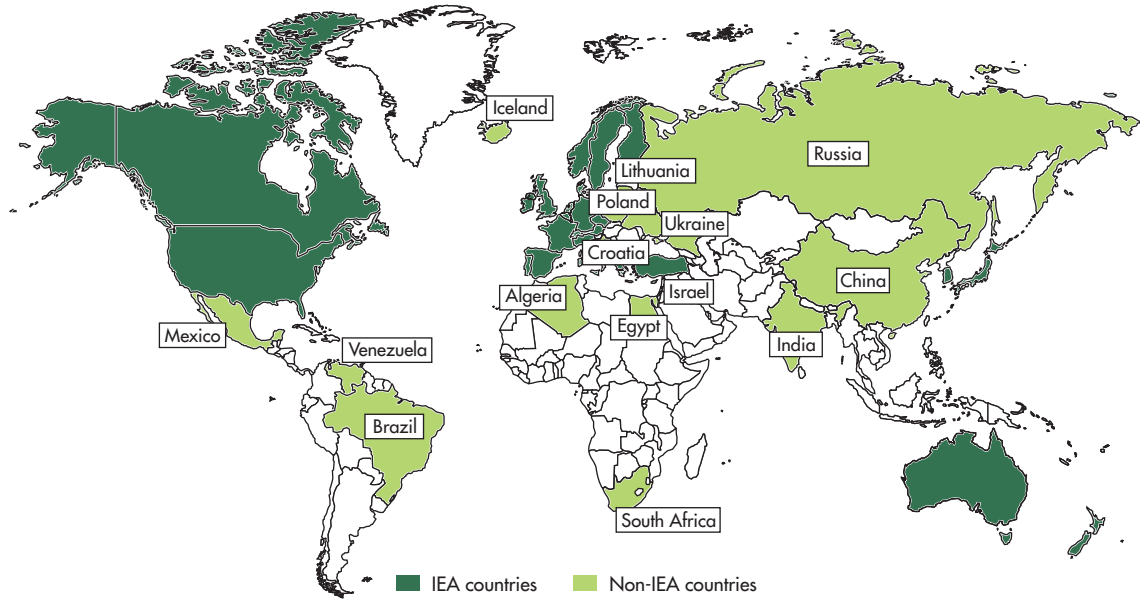 Iceland
Russia
Lithuania
Poland
Ukraine
Croatia
China
Algeria
Israel
Egypt
Mexico
India
Venezuela
Brazil
South Africa
IEA countries
Non-IEA countries